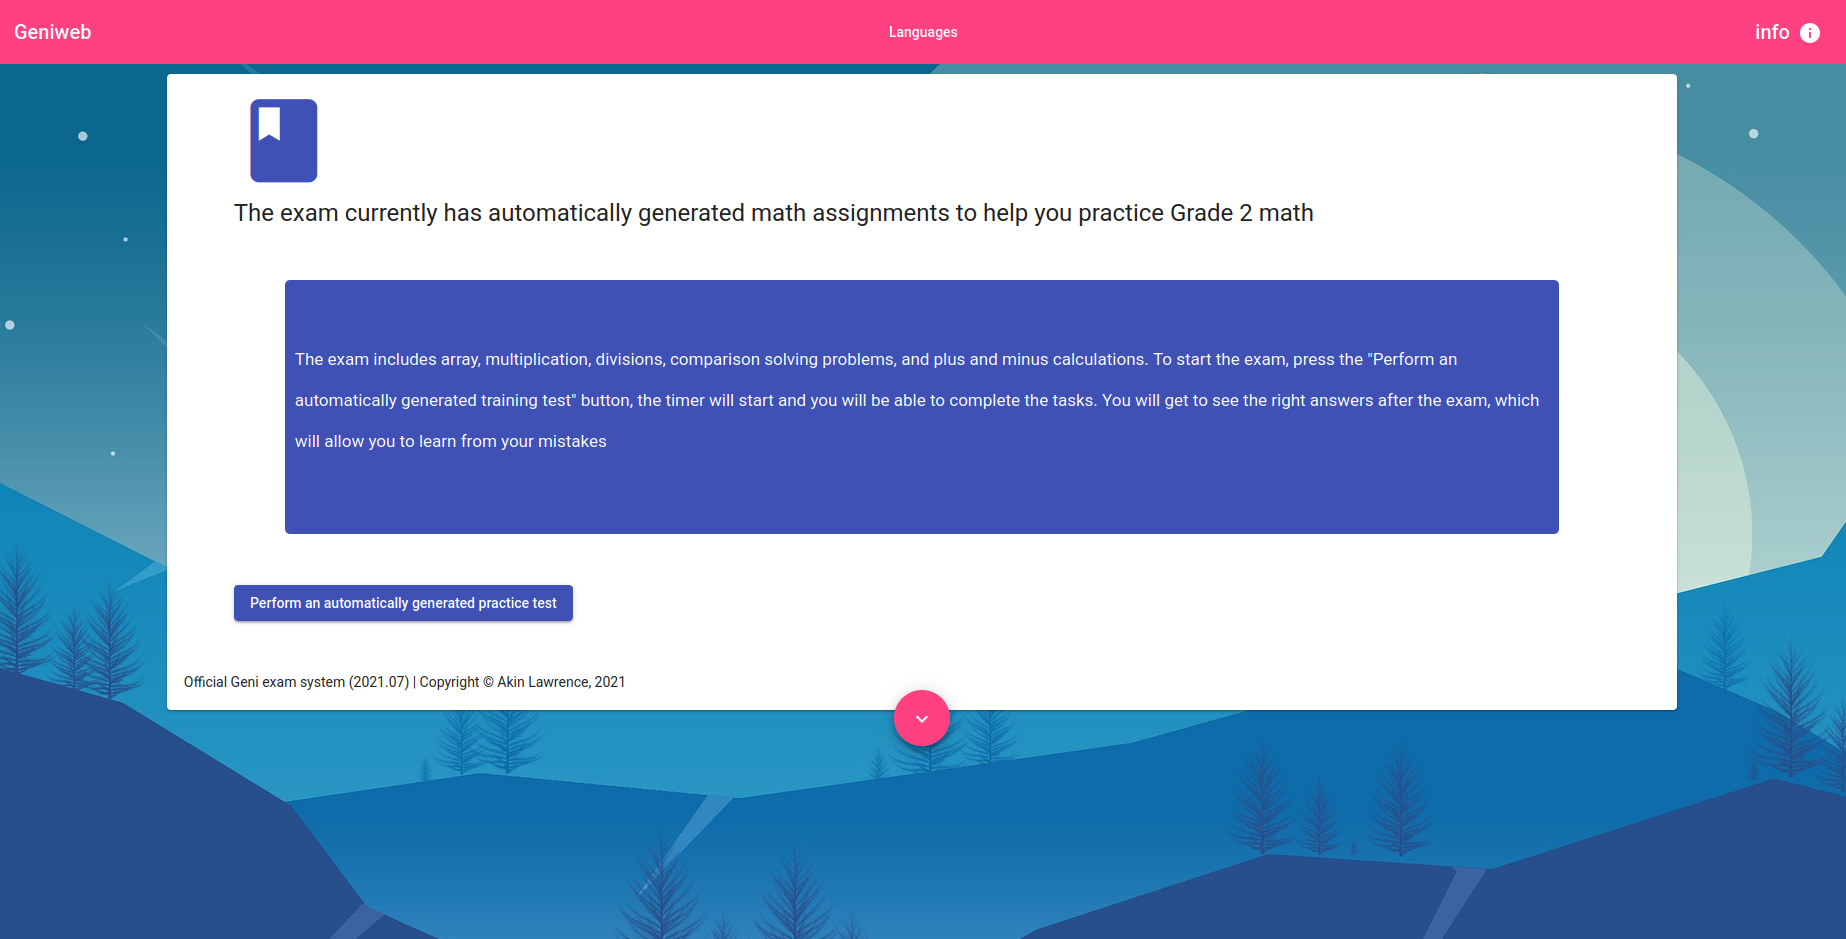 Geniweb
Languages
info
The exam currently has automatically generated math assignments to help you practice Grade 2 math
The exam includes array, multiplication, divisions, comparison solving problems, and plus and minus calculations. To start the exam, press the "Perform an
automatically generated training test" button, the timer will start and you will be able to complete the tasks. You will get to see the right answers after the exam, which
will allow you to learn from your mistakes
Perform an automatically generated practice test
Official Geni exam system (2021.07) | Copyright © Akin Lawrence, 2021